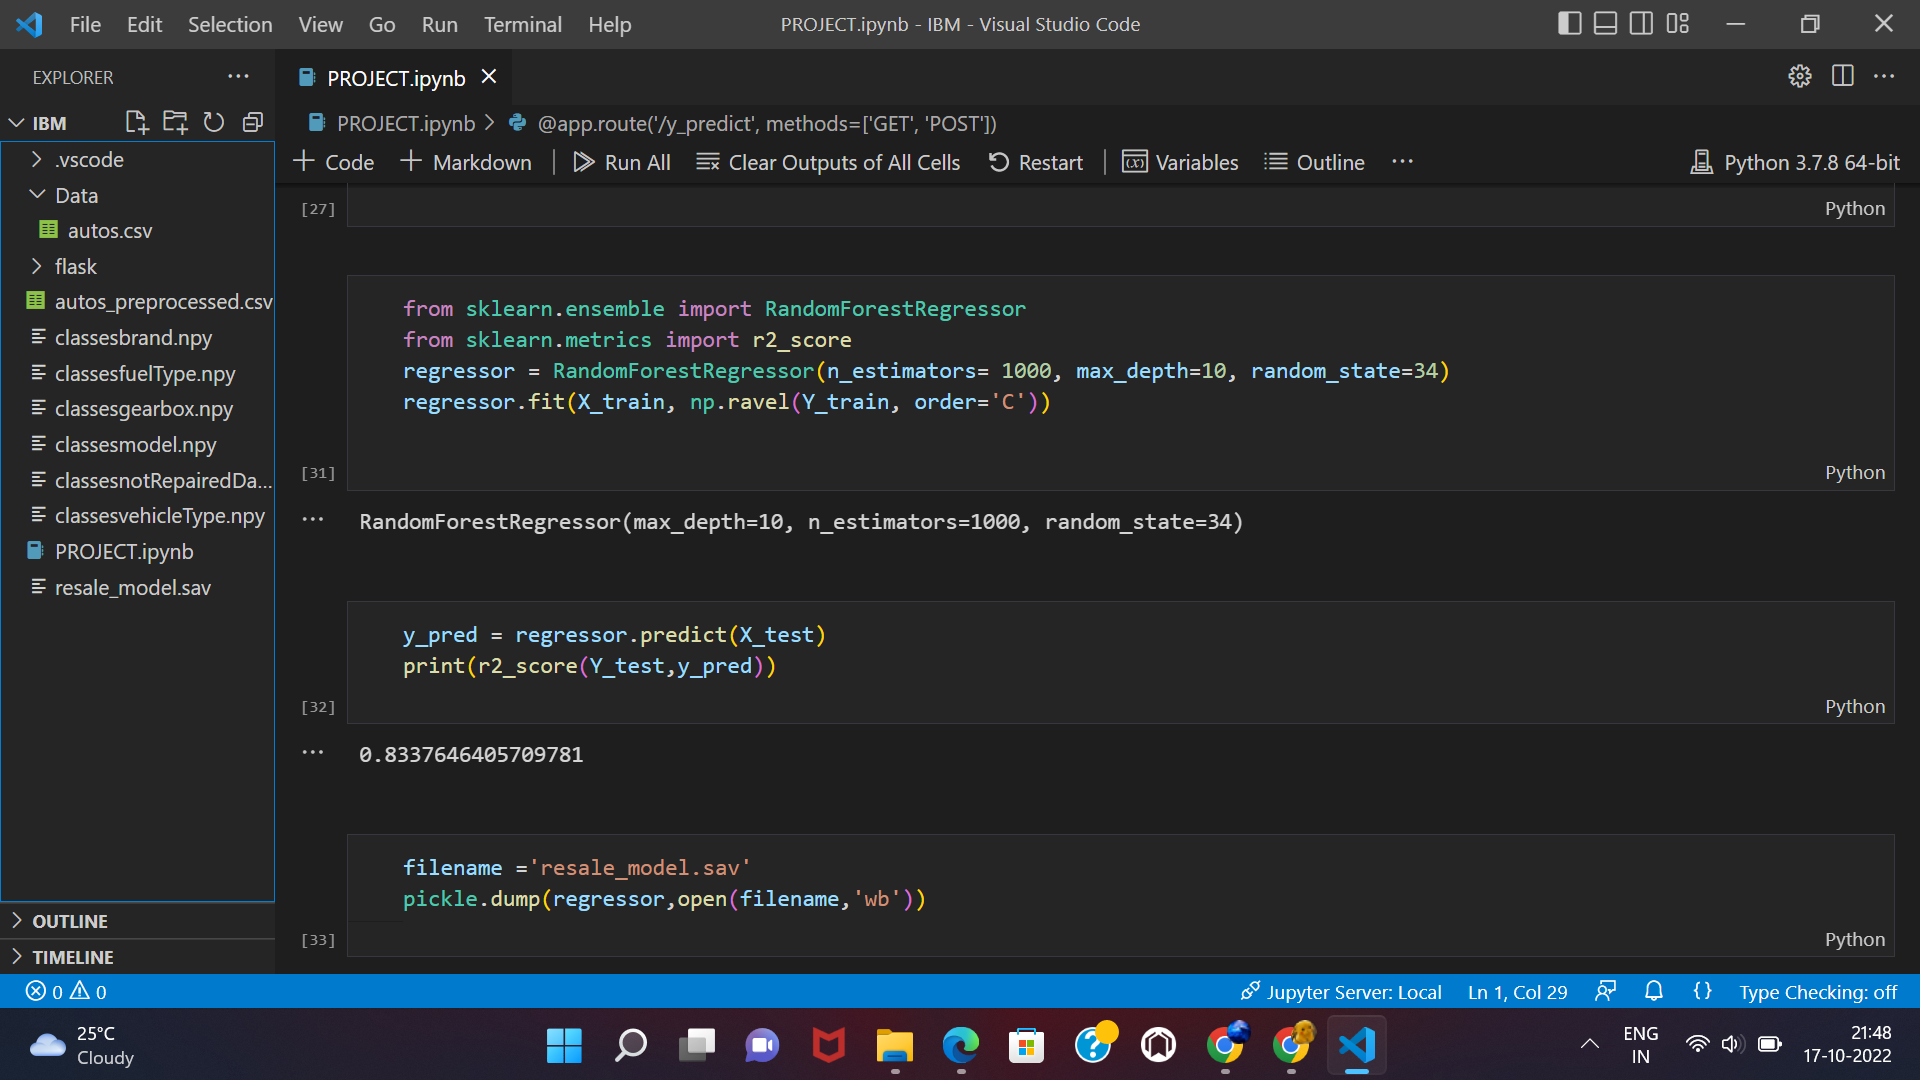 File Edit Selection View Go Run Terminal Help
PROJECT.ipynb - IBM - Visual Studio Code
EXPLORER
IBM
.vscode
Data
autos.csv
flask
autos_preprocessed.csv
classesbrand.npy
classesfuelType.npy
classesgearbox.npy
classesmodel.npy
classesnotRepairedDa...
classesvehicleType.npy
PROJECT.ipynb
resale_model.sav
OUTLINE
TIMELINE
PROJECT.ipynb
PROJECT.ipynb > @app.route('/y_predict', methods=['GET', 'POST'])
+ Code + Markdown | Run All Clear Outputs of All Cells Restart | Variables Outline ... Python 3.7.8 64-bit
[27] Python
from sklearn.ensemble import RandomForestRegressor
from sklearn.metrics import r2_score
regressor = RandomForestRegressor(n_estimators= 1000, max_depth=10, random_state=34)
regressor.fit(X_train, np.ravel(Y_train, order='C'))
[31] Python
... RandomForestRegressor(max_depth=10, n_estimators=1000, random_state=34)
y_pred = regressor.predict(X_test)
print(r2_score(Y_test,y_pred))
[32] Python
... 0.8337646405709781
filename ='resale_model.sav'
pickle.dump(regressor,open(filename,'wb'))
[33] Python
0 0 Jupyter Server: Local Ln 1, Col 29 {} Type Checking: off
25°C
Cloudy
ENG
IN
21:48
17-10-2022